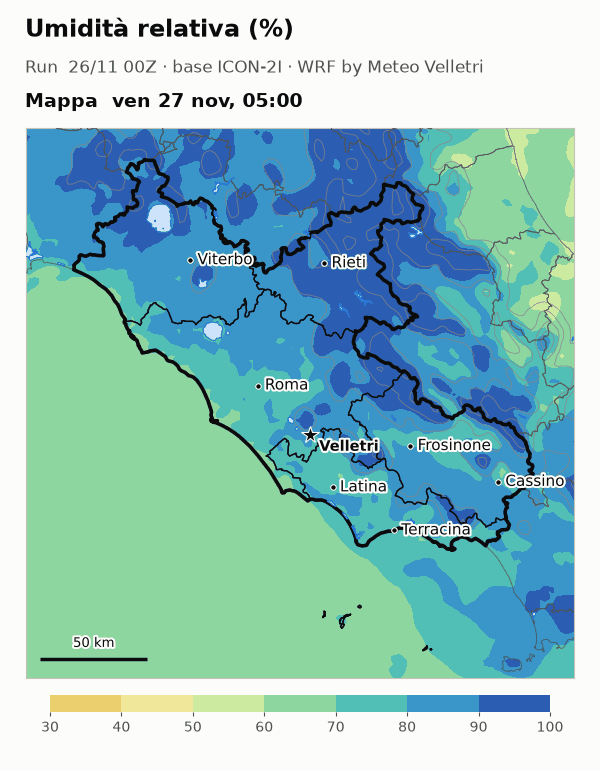 Umidità relativa (%)
Run  26/11 00Z · base ICON-2I · WRF by Meteo Velletri
Mappa  ven 27 nov, 05:00
Viterbo
Rieti
Roma
Velletri
Frosinone
Cassino
Latina
Terracina
50 km
30 40 50 60 70 80 90 100